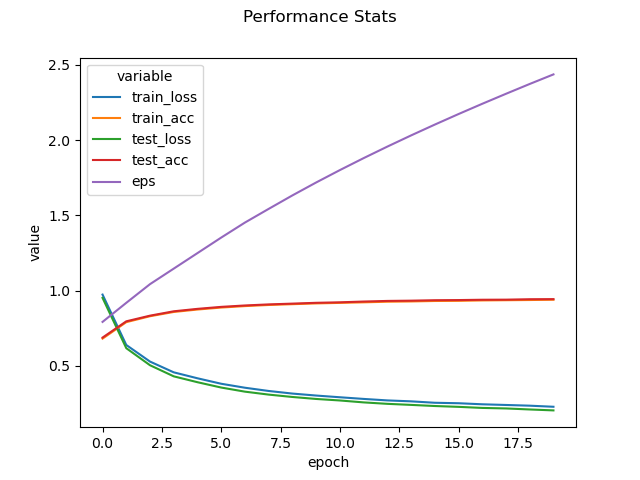 Performance Stats
2.5
2.0
1.5
1.0
0.5
value
variable
train_loss
train_acc
test_loss
test_acc
eps
0.0 2.5 5.0 7.5 10.0 12.5 15.0 17.5
epoch